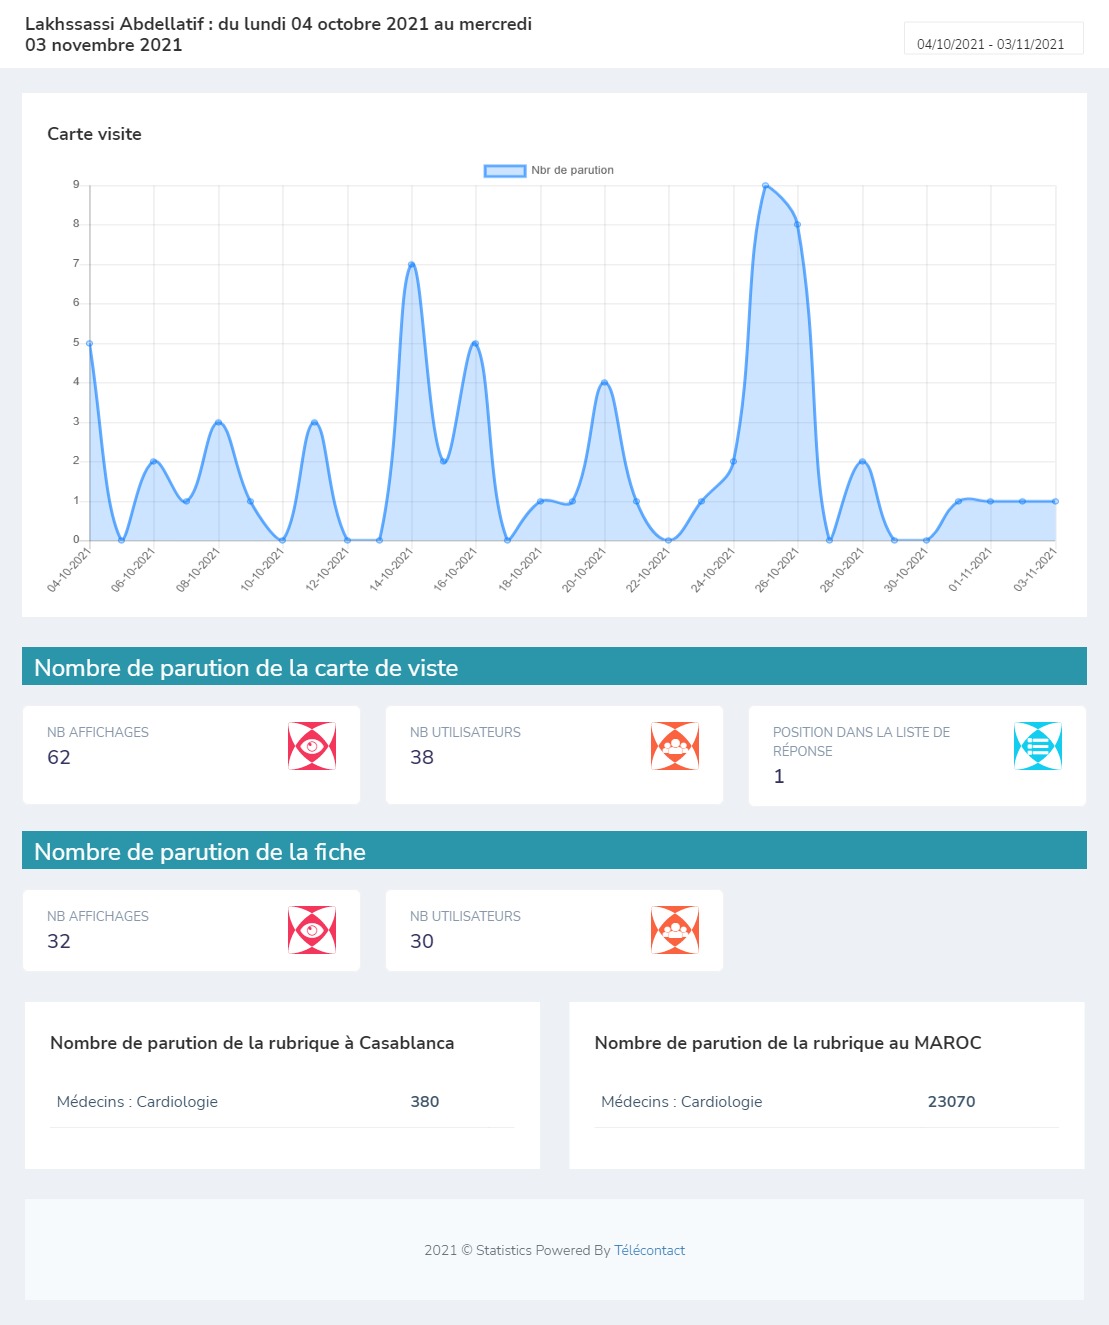 Lakhssassi Abdellatif : du lundi 04 octobre 2021 au mercredi
03 novembre 2021
04/10/2021 - 03/11/2021
Carte visite
Nbr de parution
9
8
7
6
5
4
3
2
1
0
04-10-2021
06-10-2021
08-10-2021
10-10-2021
12-10-2021
14-10-2021
16-10-2021
18-10-2021
20-10-2021
22-10-2021
24-10-2021
26-10-2021
28-10-2021
30-10-2021
01-11-2021
03-11-2021
Nombre de parution de la carte de viste
NB AFFICHAGES
62
NB UTILISATEURS
38
POSITION DANS LA LISTE DE
RÉPONSE
1
Nombre de parution de la fiche
NB AFFICHAGES
32
NB UTILISATEURS
30
Nombre de parution de la rubrique à Casablanca
Médecins : Cardiologie 380
Nombre de parution de la rubrique au MAROC
Médecins : Cardiologie 23070
2021 © Statistics Powered By Télécontact